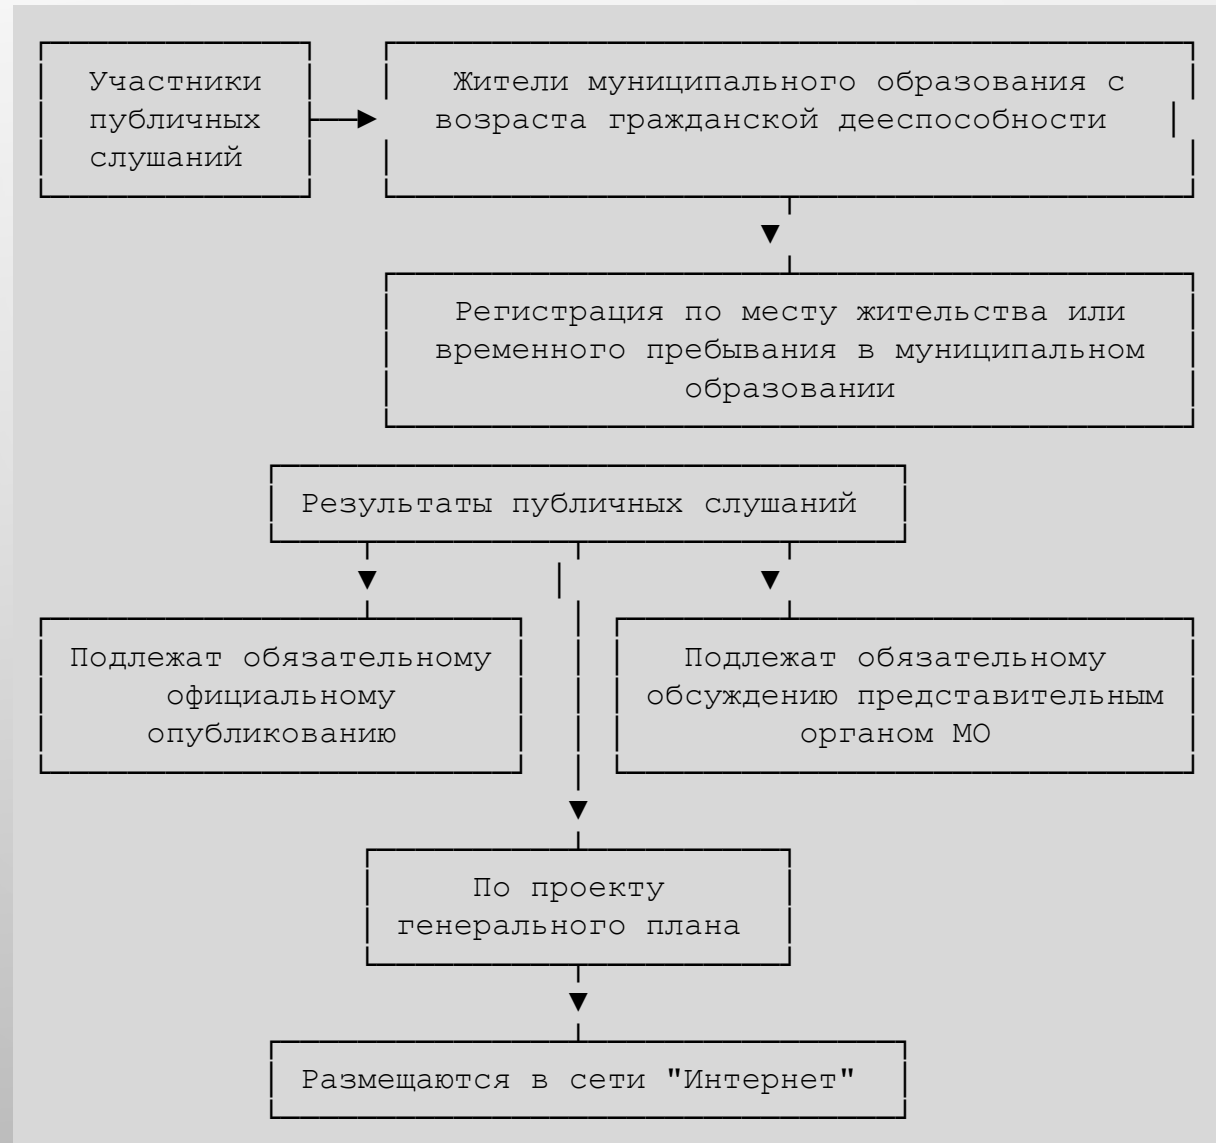 Участники
публичных
слушаний
Жители муниципального образования с
возраста гражданской дееспособности
Регистрация по месту жительства или
временного пребывания в муниципальном
образовании
Результаты публичных слушаний
Подлежат обязательному
официальному
опубликованию
Подлежат обязательному
обсуждению представительным
органом МО
По проекту
генерального плана
Размещаются в сети "Интернет"